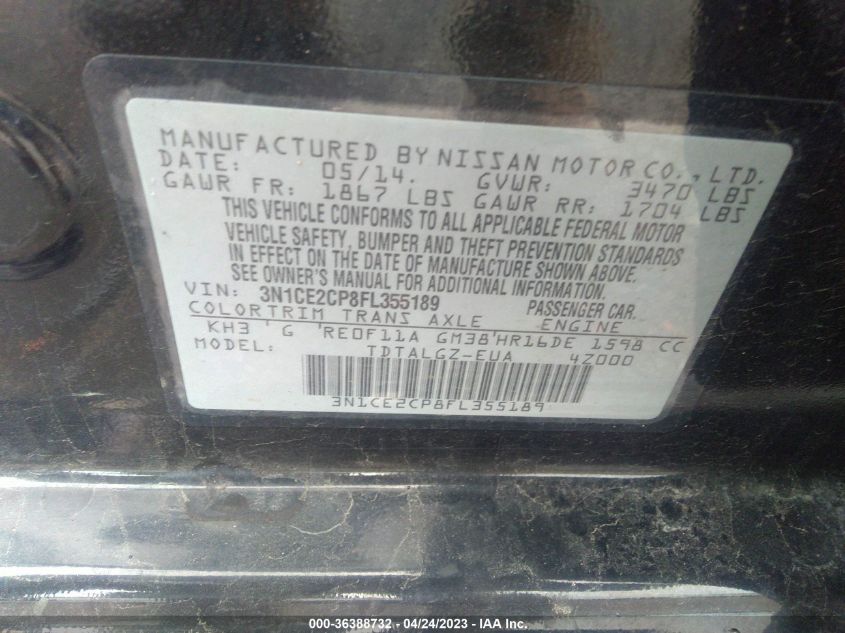 MANUFACTURED BY NISSAN MOTOR CO., LTD.
DATE: 05/14. GVWR: 3470 LBS
GAWR FR: 1867 LBS GAWR RR: 1704 LBS
THIS VEHICLE CONFORMS TO ALL APPLICABLE FEDERAL MOTOR
VEHICLE SAFETY, BUMPER AND THEFT PREVENTION STANDARDS
IN EFFECT ON THE DATE OF MANUFACTURE SHOWN ABOVE.
SEE OWNER'S MANUAL FOR ADDITIONAL INFORMATION.
VIN: 3N1CE2CP8FL355189 PASSENGER CAR.
COLORTRIM TRANS AXLE ENGINE
KH3 'G 'RE0F11A GM38'HR16DE 1598 CC
MODEL: TDTALGZ-EUA 4Z000
3N1CE2CP8FL355189
000-36388732 - 04/24/2023 - IAA Inc.